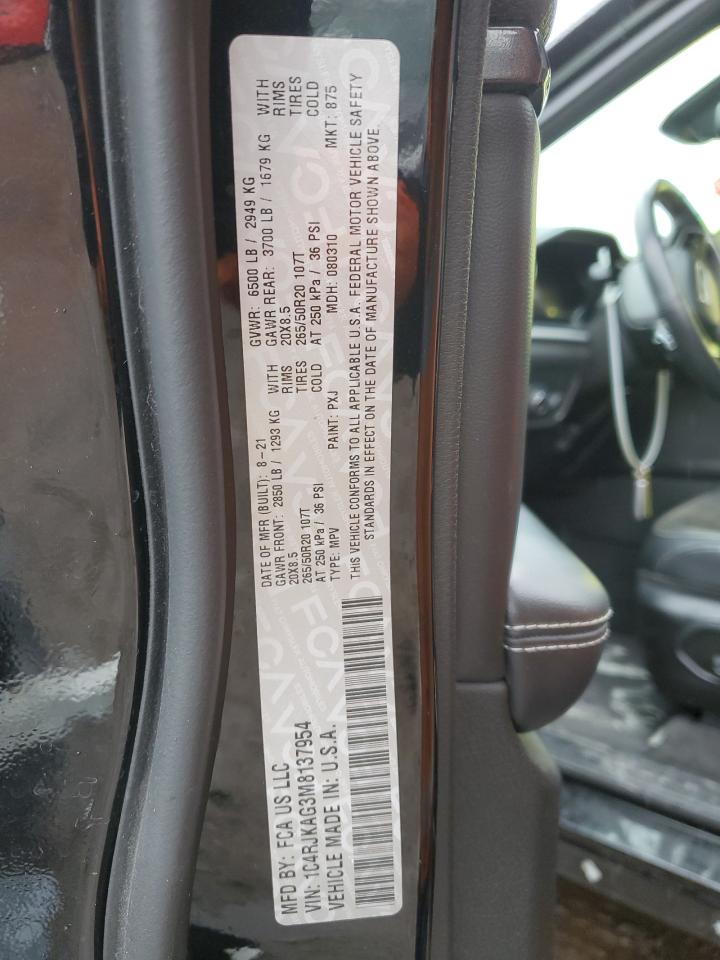 MFD BY: FCA US LLC
DATE OF MFR (BUILT): 8-21
GVWR: 6500 LB / 2949 KG
GAWR FRONT: 2850 LB / 1293 KG WITH
GAWR REAR: 3700 LB / 1679 KG WITH
20X8.5 RIMS
20X8.5 RIMS
265/50R20 107T TIRES
265/50R20 107T TIRES
AT 250 kPa / 36 PSI COLD
AT 250 kPa / 36 PSI COLD
VIN: 1C4RJKAG3M8137954
TYPE: MPV
PAINT: PXJ
MDH: 080310
MKT: 875
VEHICLE MADE IN: U.S.A.
THIS VEHICLE CONFORMS TO ALL APPLICABLE U.S.A. FEDERAL MOTOR VEHICLE SAFETY
STANDARDS IN EFFECT ON THE DATE OF MANUFACTURE SHOWN ABOVE.